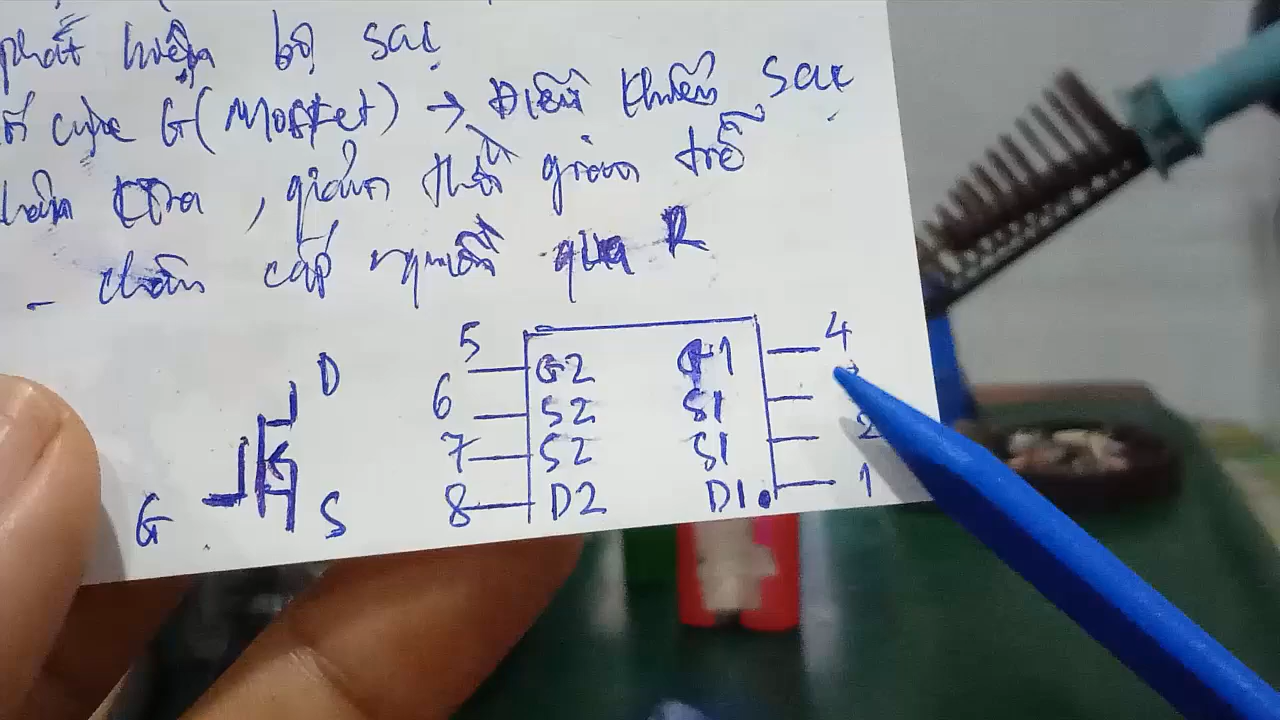 phát hiện bộ sạc
cực G (Mosfet) → Điều khiển sạc
, giảm thời gian trễ
- chân cấp nguồn qua R
5 G2 G1 4
6 S2 S1
7 S2 S1 2
8 D2 D1 1
D
G S